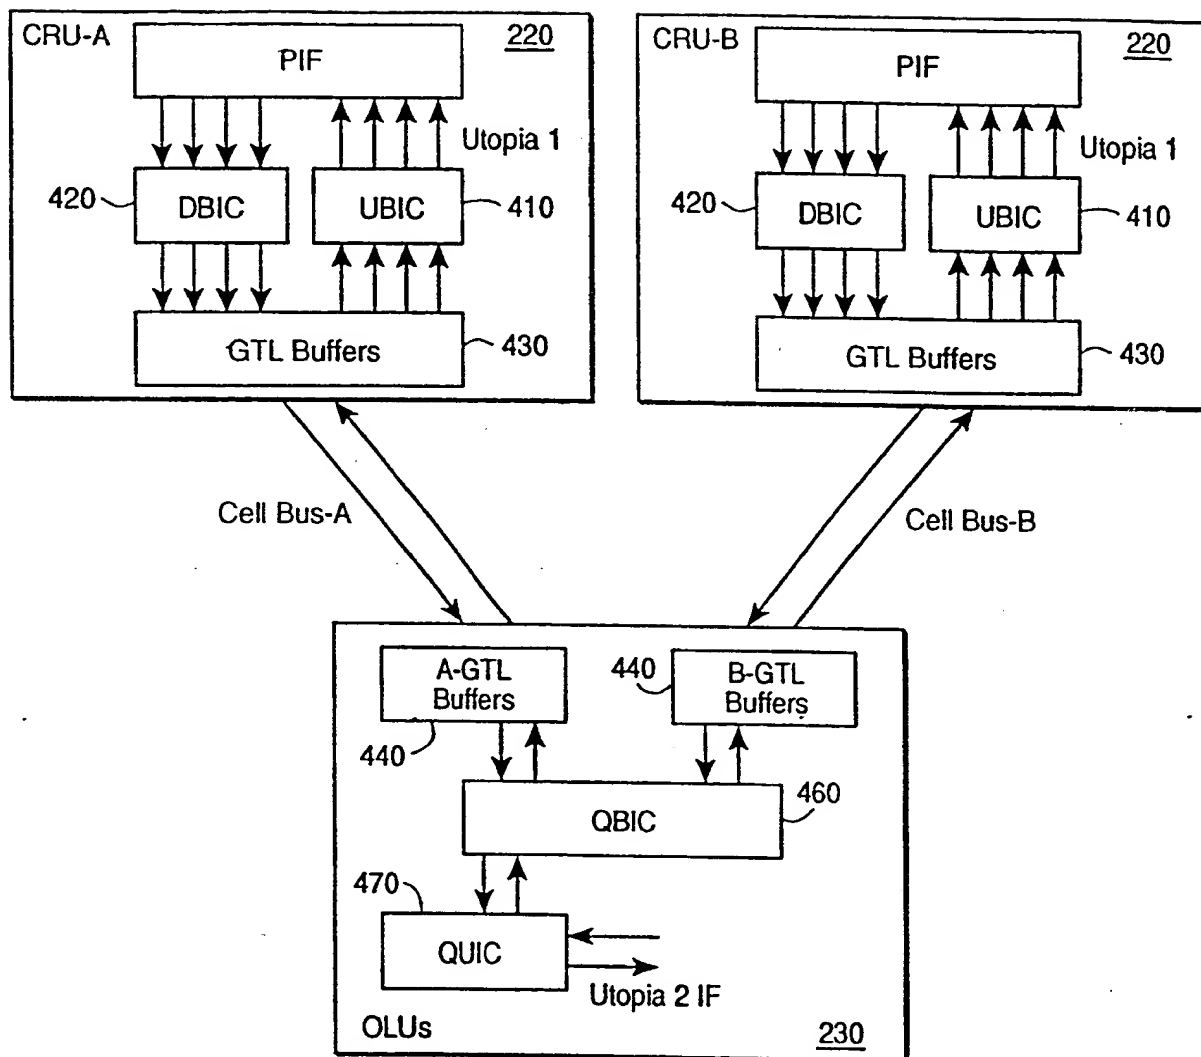 CRU-A
220
PIF
Utopia 1
420
DBIC
UBIC
410
GTL Buffers
430
CRU-B
220
PIF
Utopia 1
420
DBIC
UBIC
410
GTL Buffers
430
Cell Bus-A
Cell Bus-B
A-GTL
Buffers
440
440
B-GTL
Buffers
460
QBIC
470
QUIC
Utopia 2 IF
OLUs
230